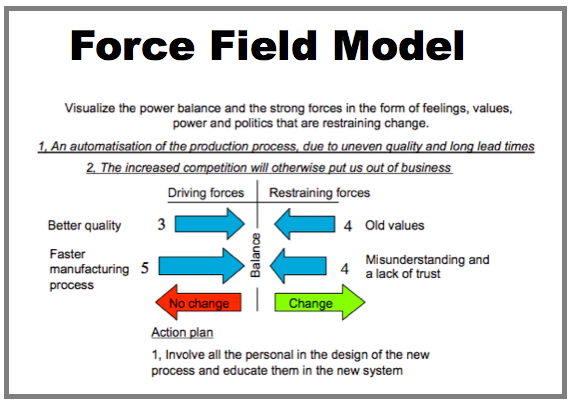 Force Field Model
Visualize the power balance and the strong forces in the form of feelings, values,
power and politics that are restraining change.
1, An automatisation of the production process, due to uneven quality and long lead times
2, The increased competition will otherwise put us out of business
Driving forces
Restraining forces
Better quality
3
4
Old values
Balance
Faster
manufacturing
process
5
4
Misunderstanding and
a lack of trust
No change
Change
Action plan
1, Involve all the personal in the design of the new
process and educate them in the new system